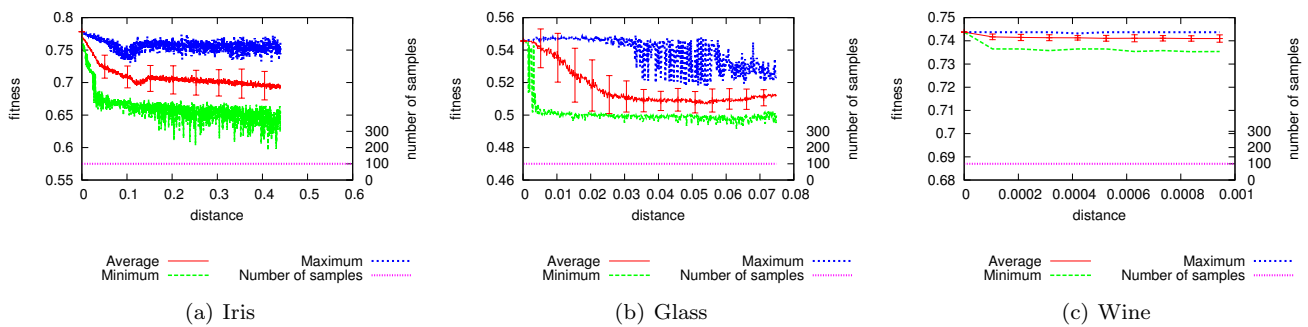 0.8
0.75
0.7
0.65
0.6
0.55
fitness
0 0.1 0.2 0.3 0.4 0.5 0.6
distance
300
200
100
0
number of samples
Average
Minimum
Maximum
Number of samples
(a) Iris
0.56
0.54
0.52
0.5
0.48
0.46
fitness
0 0.01 0.02 0.03 0.04 0.05 0.06 0.07 0.08
distance
300
200
100
0
number of samples
Average
Minimum
Maximum
Number of samples
(b) Glass
0.75
0.74
0.73
0.72
0.71
0.7
0.69
0.68
fitness
0 0.0002 0.0004 0.0006 0.0008 0.001
distance
300
200
100
0
number of samples
Average
Minimum
Maximum
Number of samples
(c) Wine